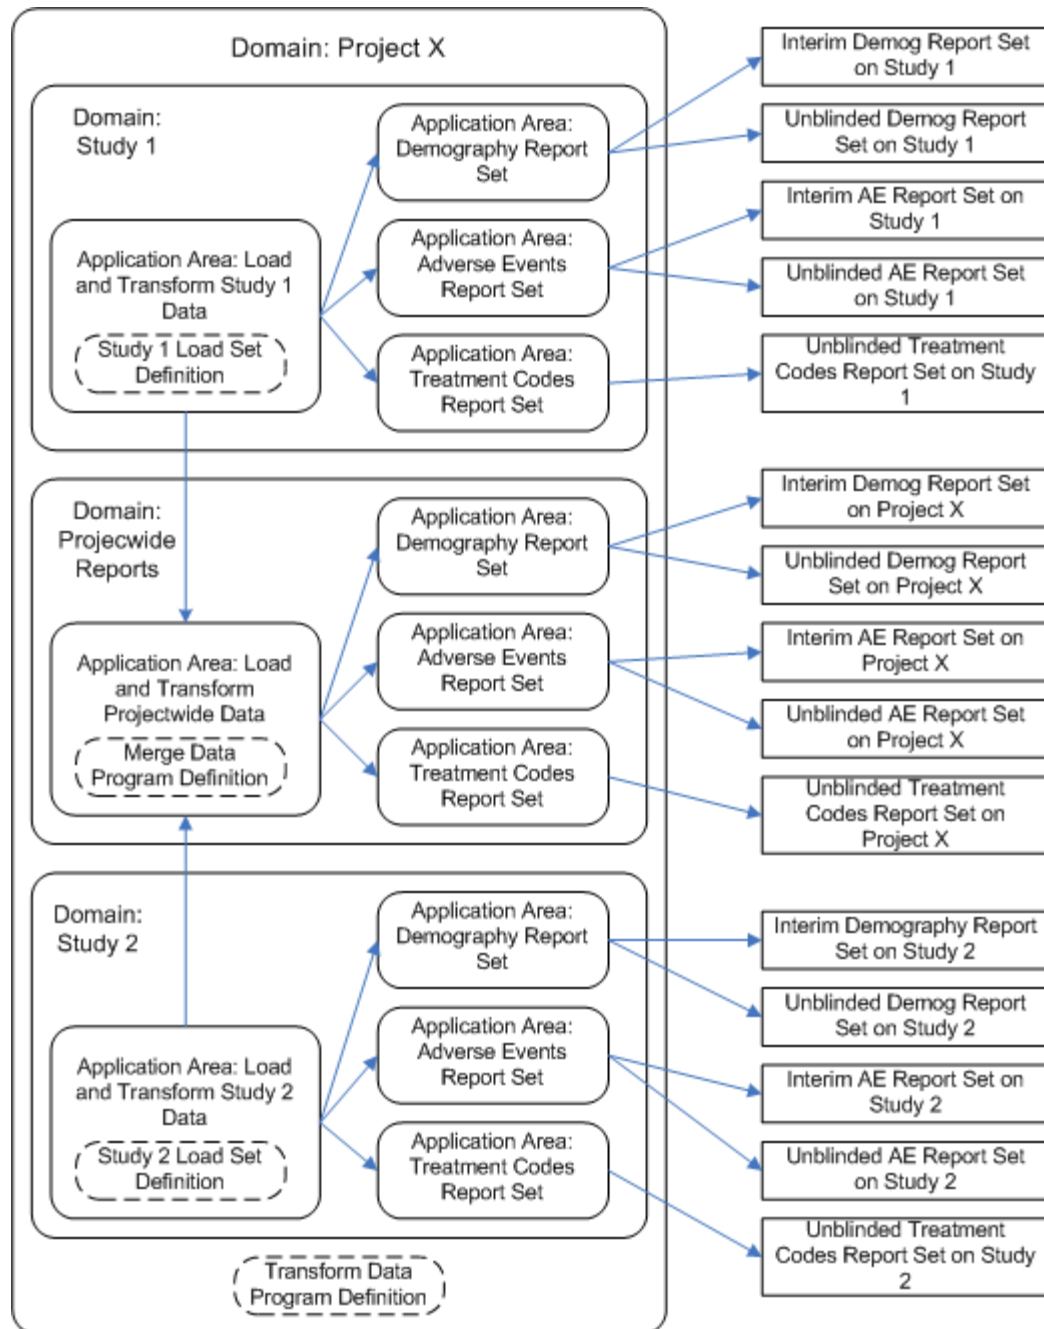 Domain: Project X
Domain:
Study 1
Application Area: Load
and Transform Study 1
Data
Study 1 Load Set
Definition
Application Area:
Demography Report
Set
Application Area:
Adverse Events
Report Set
Application Area:
Treatment Codes
Report Set
Interim Demog Report Set
on Study 1
Unblinded Demog Report
Set on Study 1
Interim AE Report Set on
Study 1
Unblinded AE Report Set
on Study 1
Unblinded Treatment
Codes Report Set on Study
1
Domain:
Projecwide
Reports
Application Area: Load
and Transform
Projectwide Data
Merge Data
Program Definition
Application Area:
Demography Report
Set
Application Area:
Adverse Events
Report Set
Application Area:
Treatment Codes
Report Set
Interim Demog Report Set
on Project X
Unblinded Demog Report
Set on Project X
Interim AE Report Set on
Project X
Unblinded AE Report Set
on Project X
Unblinded Treatment
Codes Report Set on
Project X
Domain:
Study 2
Application Area: Load
and Transform Study 2
Data
Study 2 Load Set
Definition
Application Area:
Demography Report
Set
Application Area:
Adverse Events
Report Set
Application Area:
Treatment Codes
Report Set
Interim Demography Report
Set on Study 2
Unblinded Demog Report
Set on Study 2
Interim AE Report Set on
Study 2
Unblinded AE Report Set
on Study 2
Unblinded Treatment
Codes Report Set on Study
2
Transform Data
Program Definition